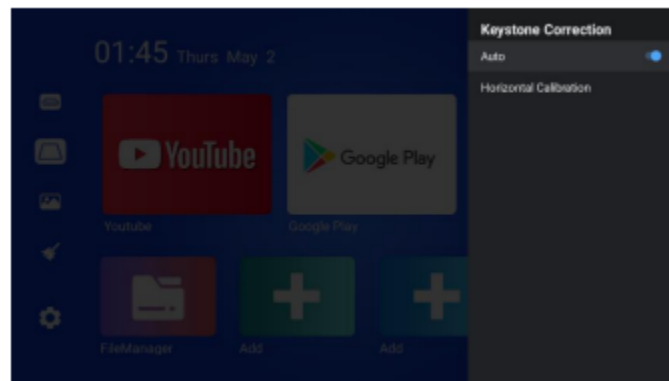 Keystone Correction
01:45 Thurs May 2
Auto
Horizontal Calibration
YouTube
Google Play
Youtube
Google Play
FileManager
Add
Add